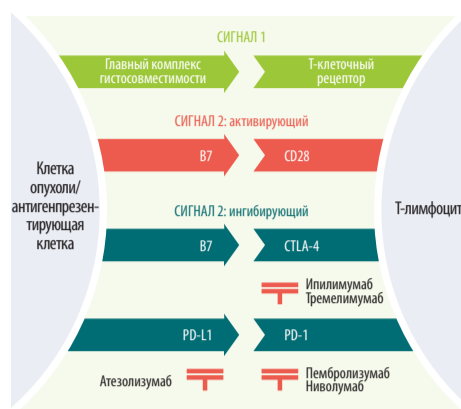 СИГНАЛ 1
Главный комплекс
гистосовместимости
Т-клеточный
рецептор
СИГНАЛ 2: активирующий
B7
CD28
Клетка
опухоли/
антигенпрезен-
тирующая
клетка
СИГНАЛ 2: ингибирующий
Т-лимфоцит
B7
CTLA-4
Ипилимумаб
Тремелимумаб
PD-L1
PD-1
Атезолизумаб
Пембролизумаб
Ниволумаб